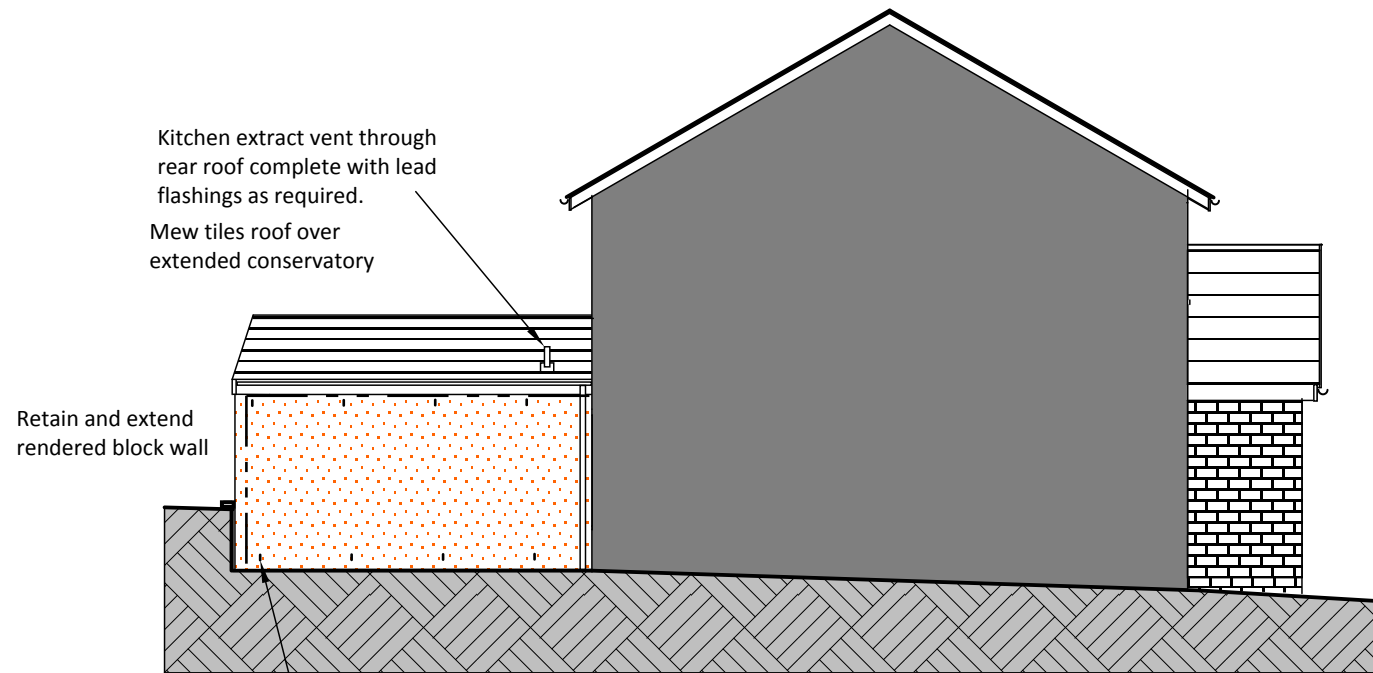 Kitchen extract vent through
rear roof complete with lead
flashings as required.
Mew tiles roof over
extended conservatory
Retain and extend
rendered block wall